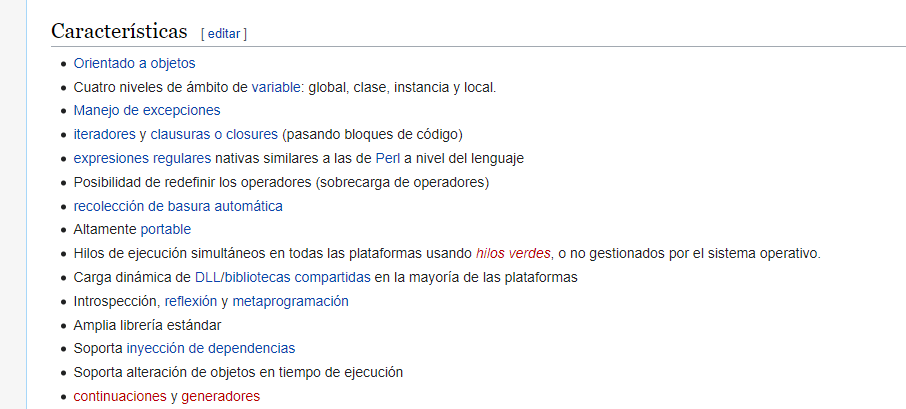 Características [ editar ]
• Orientado a objetos
• Cuatro niveles de ámbito de variable: global, clase, instancia y local.
• Manejo de excepciones
• iteradores y clausuras o closures (pasando bloques de código)
• expresiones regulares nativas similares a las de Perl a nivel del lenguaje
• Posibilidad de redefinir los operadores (sobrecarga de operadores)
• recolección de basura automática
• Altamente portable
• Hilos de ejecución simultáneos en todas las plataformas usando hilos verdes, o no gestionados por el sistema operativo.
• Carga dinámica de DLL/bibliotecas compartidas en la mayoría de las plataformas
• Introspección, reflexión y metaprogramación
• Amplia librería estándar
• Soporta inyección de dependencias
• Soporta alteración de objetos en tiempo de ejecución
• continuaciones y generadores